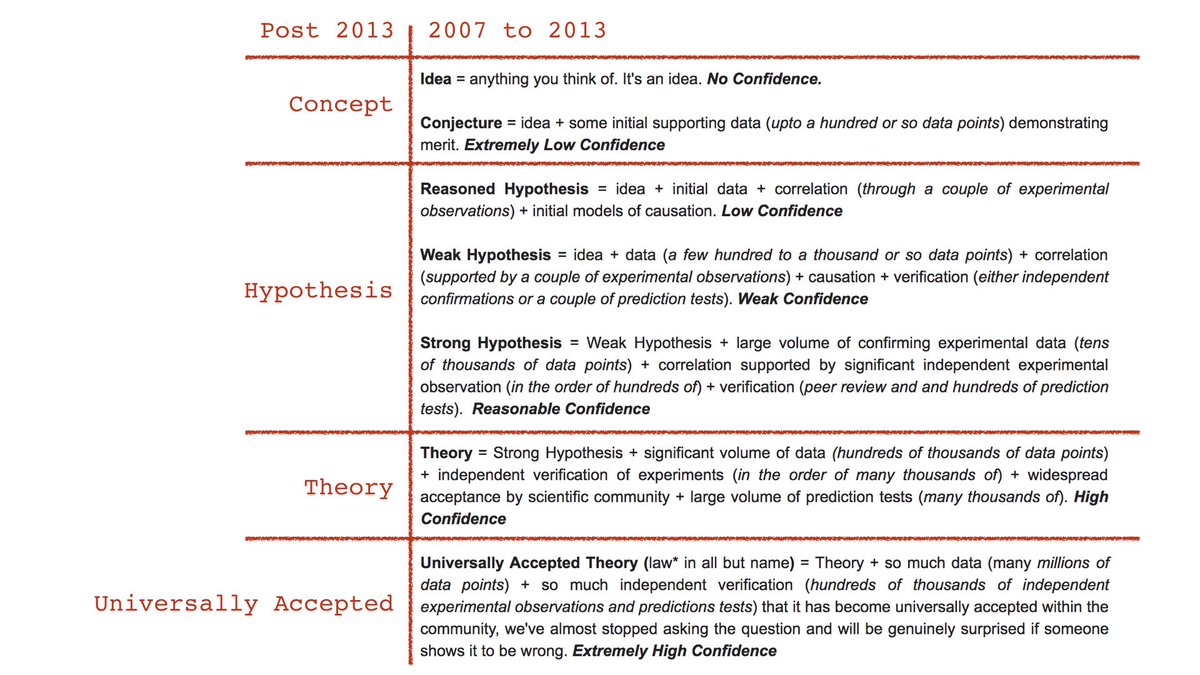 Post 2013 2007 to 2013
Concept
Idea = anything you think of. It's an idea. No Confidence.
Conjecture = idea + some initial supporting data (upto a hundred or so data points) demonstrating
merit. Extremely Low Confidence
Hypothesis
Reasoned Hypothesis = idea + initial data + correlation (through a couple of experimental
observations) + initial models of causation. Low Confidence
Weak Hypothesis = idea + data (a few hundred to a thousand or so data points) + correlation
(supported by a couple of experimental observations) + causation + verification (either independent
confirmations or a couple of prediction tests). Weak Confidence
Strong Hypothesis = Weak Hypothesis + large volume of confirming experimental data (tens
of thousands of data points) + correlation supported by significant independent experimental
observation (in the order of hundreds of) + verification (peer review and and hundreds of prediction
tests). Reasonable Confidence
Theory
Theory = Strong Hypothesis + significant volume of data (hundreds of thousands of data points)
+ independent verification of experiments (in the order of many thousands of) + widespread
acceptance by scientific community + large volume of prediction tests (many thousands of). High
Confidence
Universally Accepted
Universally Accepted Theory (law* in all but name) = Theory + so much data (many millions of
data points) + so much independent verification (hundreds of thousands of independent
experimental observations and predictions tests) that it has become universally accepted within the
community, we've almost stopped asking the question and will be genuinely surprised if someone
shows it to be wrong. Extremely High Confidence